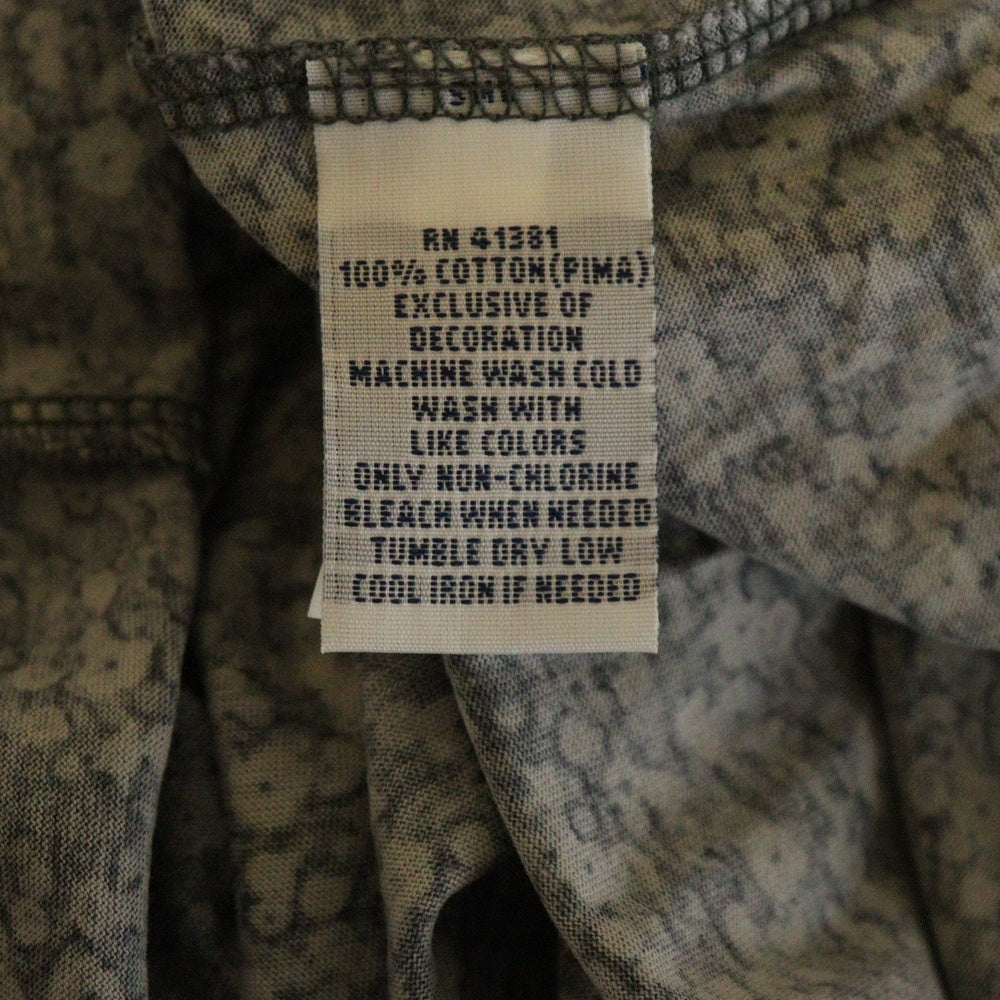 RN 41381
100% COTTON(PIMA)
EXCLUSIVE OF
DECORATION
MACHINE WASH COLD
WASH WITH
LIKE COLORS
ONLY NON-CHLORINE
BLEACH WHEN NEEDED
TUMBLE DRY LOW
COOL IRON IF NEEDED